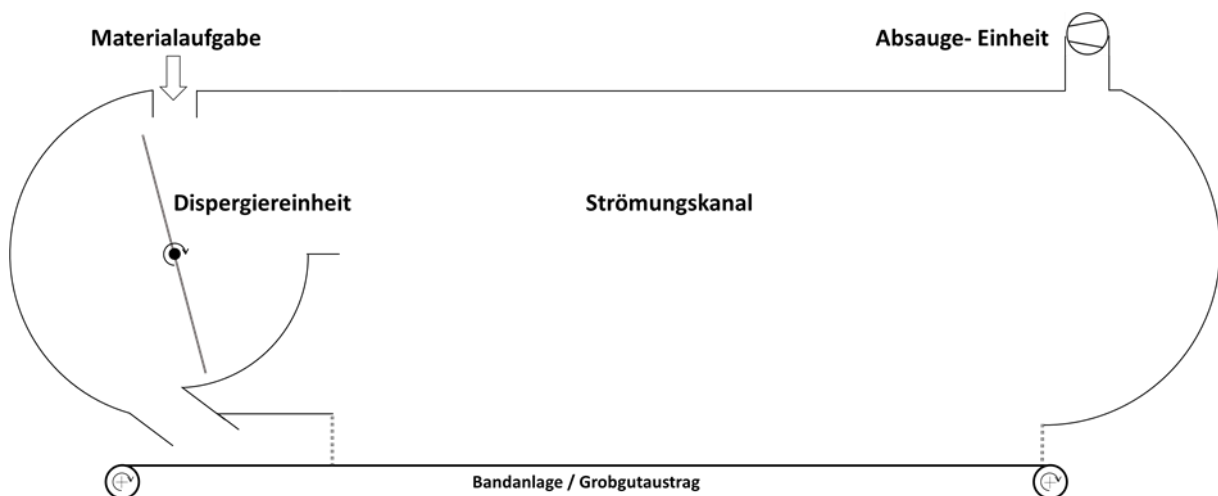 Materialaufgabe
Absauge- Einheit
Dispergiereinheit
Strömungskanal
Bandanlage / Grobgutaustrag